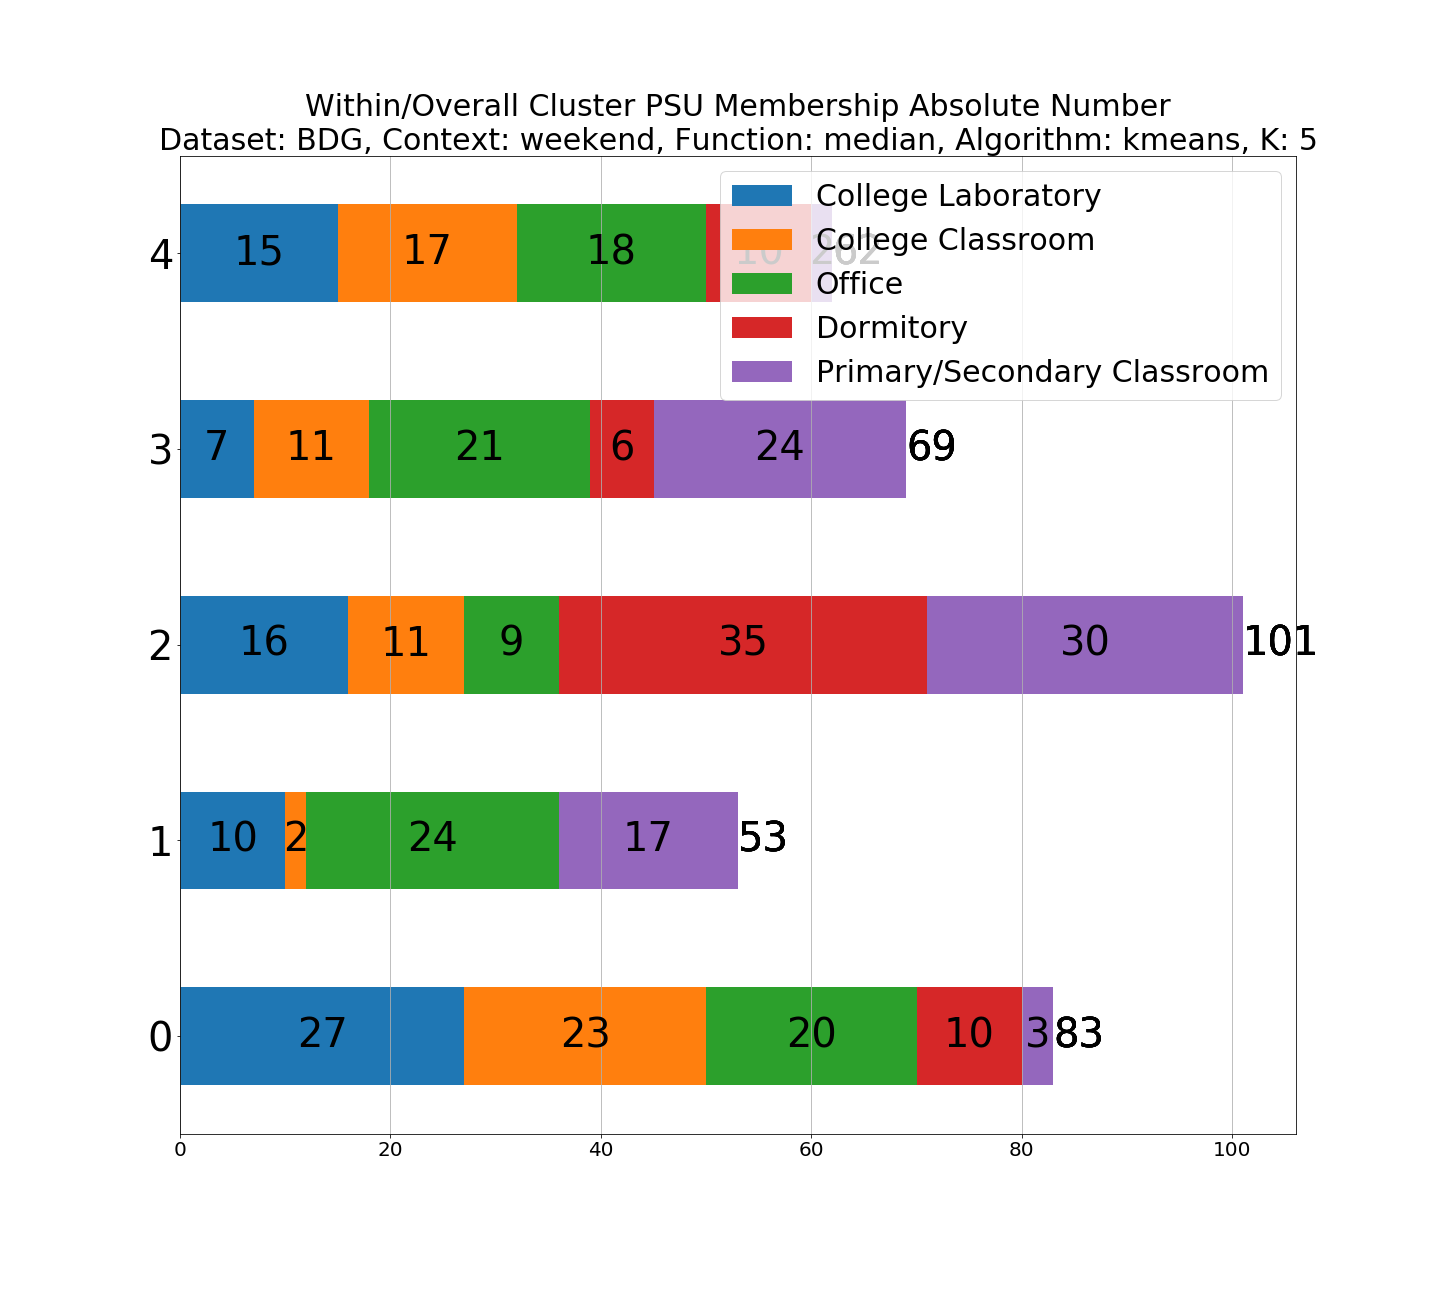 Within/Overall Cluster PSU Membership Absolute Number
Dataset: BDG, Context: weekend, Function: median, Algorithm: kmeans, K: 5
College Laboratory
College Classroom
Office
Dormitory
Primary/Secondary Classroom
4 15 17 18 10 2 62
3 7 11 21 6 24 69
2 16 11 9 35 30 101
1 10 2 24 17 53
0 27 23 20 10 3 83
0 20 40 60 80 100